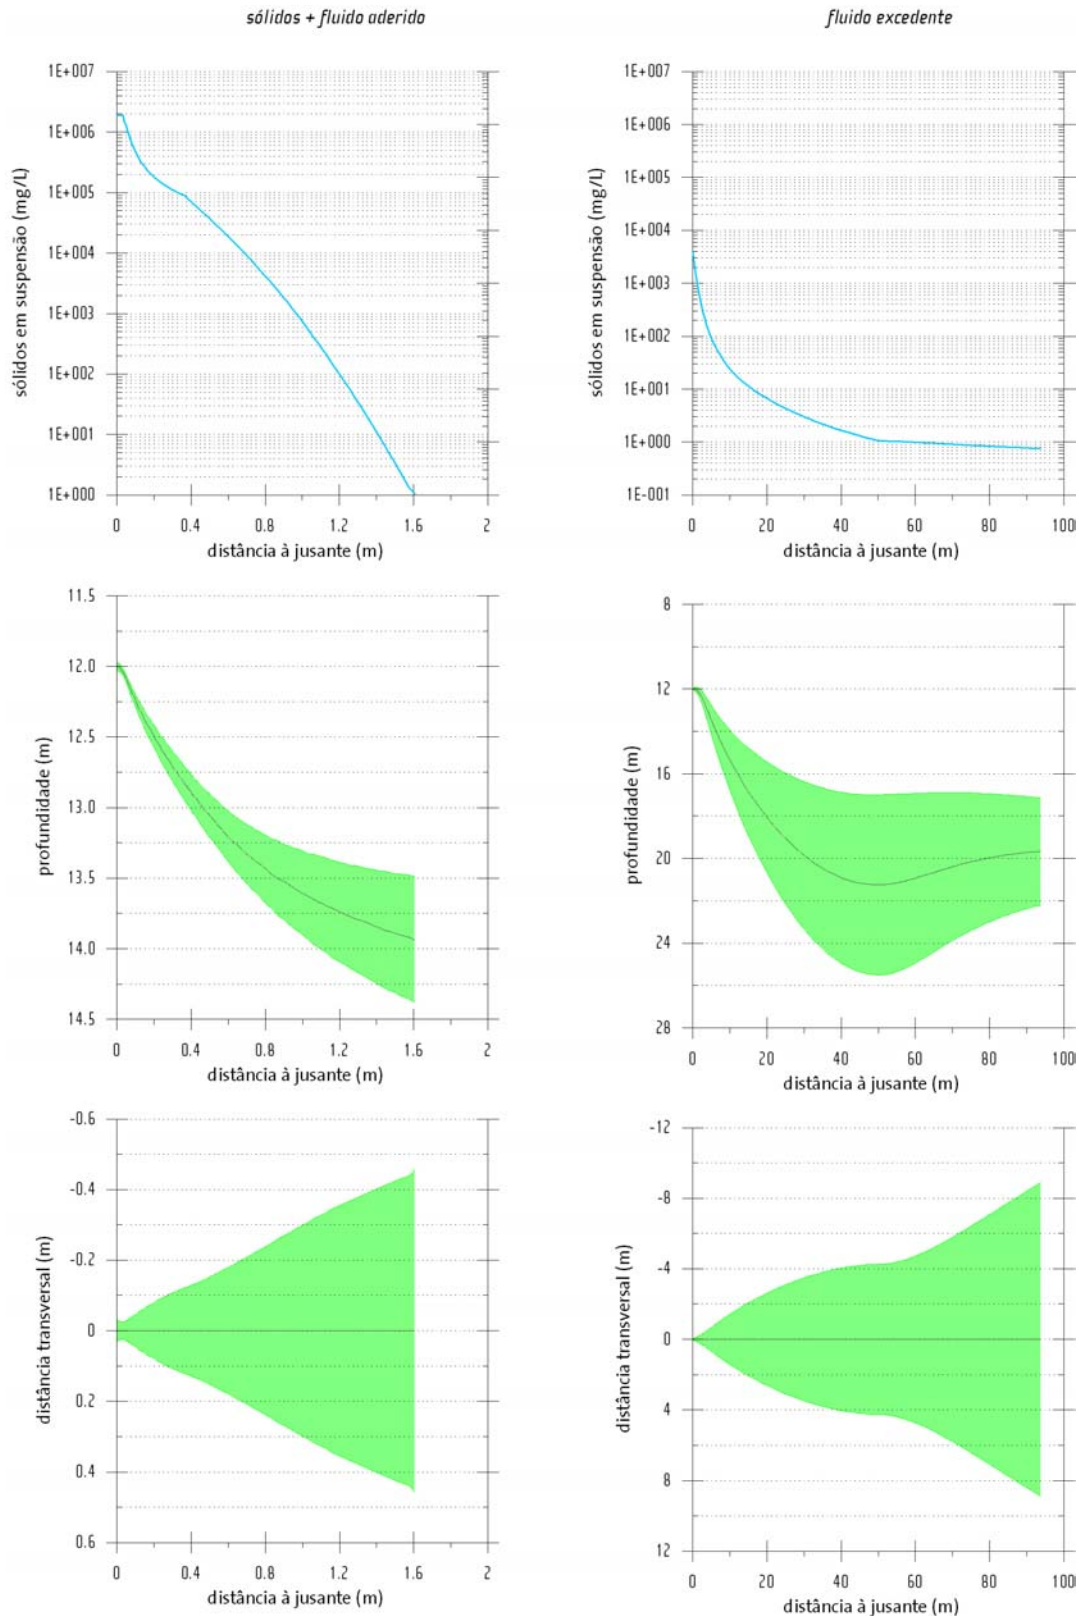 sólidos + fluido aderido
fluido excedente
sólidos em suspensão (mg/L)
1E+007
1E+006
1E+005
1E+004
1E+003
1E+002
1E+001
1E+000
0 0.4 0.8 1.2 1.6 2
distância à jusante (m)
sólidos em suspensão (mg/L)
1E+007
1E+006
1E+005
1E+004
1E+003
1E+002
1E+001
1E+000
1E-001
0 20 40 60 80 100
distância à jusante (m)
profundidade (m)
11.5
12.0
12.5
13.0
13.5
14.0
14.5
0 0.4 0.8 1.2 1.6 2
distância à jusante (m)
profundidade (m)
8
12
16
20
24
28
0 20 40 60 80 100
distância à jusante (m)
distância transversal (m)
-0.6
-0.4
-0.2
0
0.2
0.4
0.6
0 0.4 0.8 1.2 1.6 2
distância à jusante (m)
distância transversal (m)
-12
-8
-4
0
4
8
12
0 20 40 60 80 100
distância à jusante (m)